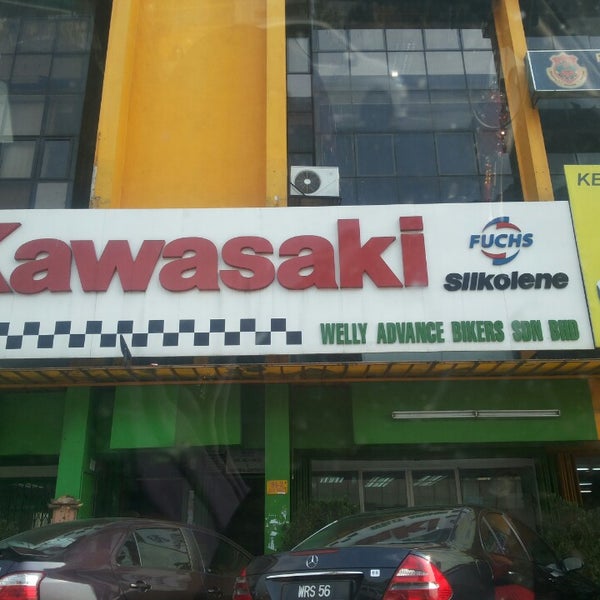 Kawasaki
FUCHS
Silkolene
WELLY ADVANCE BIKERS SDN BHD
KE
WRS 56